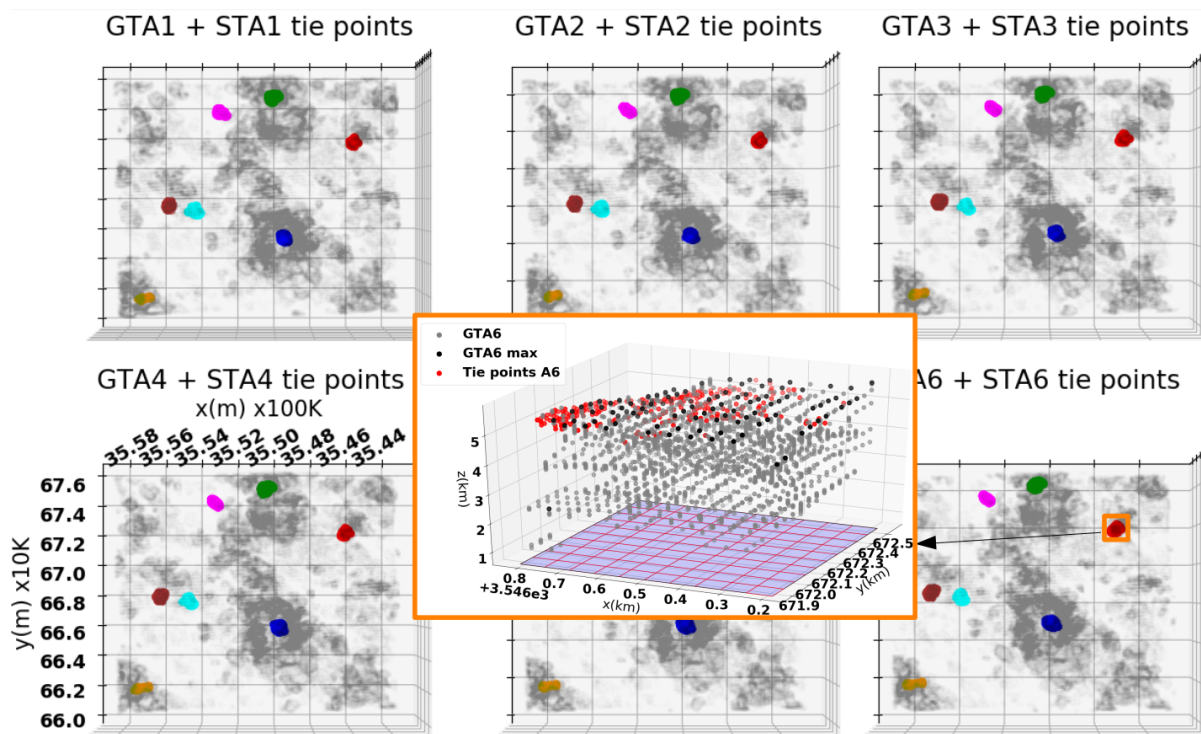 GTA1 + STA1 tie points
GTA2 + STA2 tie points
GTA3 + STA3 tie points
GTA4 + STA4 tie points
A6 + STA6 tie points
x(m) x100K
35.58 35.56 35.54 35.52 35.50 35.48 35.46 35.44
y(m) x10K
67.6
67.4
67.2
67.0
66.8
66.6
66.4
66.2
66.0
GTA6
GTA6 max
Tie points A6
z(km)
5
4
3
2
1
0.8 0.7 0.6 0.5 0.4 0.3 0.2
+3.546e3
x(km)
672.5
672.4
672.3
672.2
672.1
672.0
671.9
y(km)